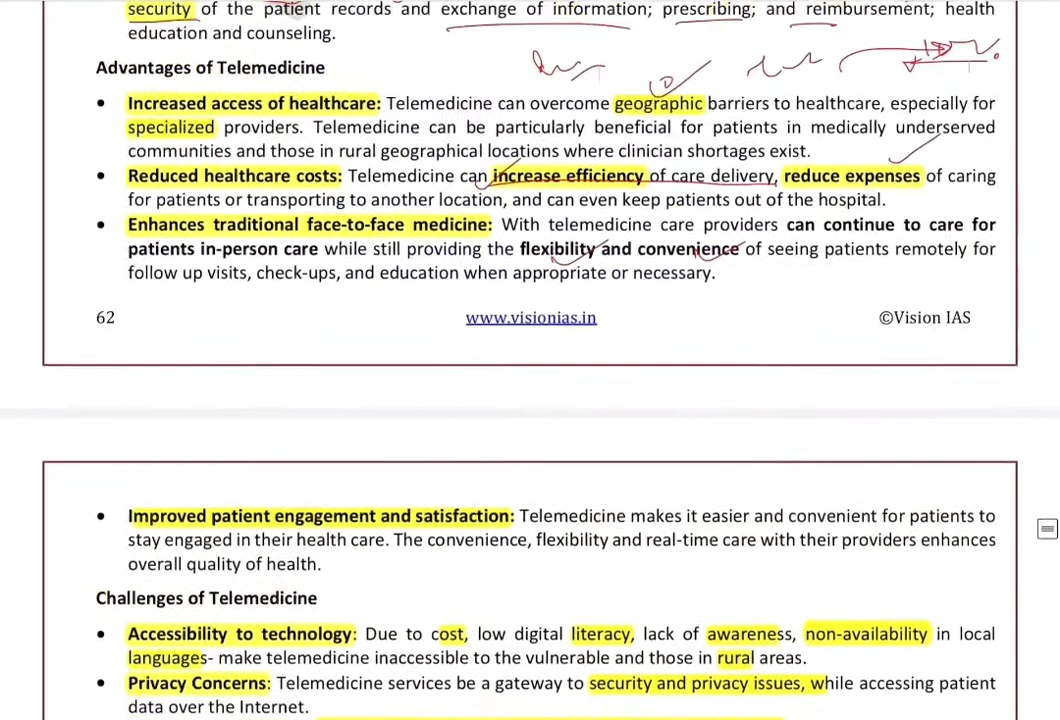 security of the patient records and exchange of information; prescribing; and reimbursement; health
education and counseling.
Advantages of Telemedicine
• Increased access of healthcare: Telemedicine can overcome geographic barriers to healthcare, especially for
specialized providers. Telemedicine can be particularly beneficial for patients in medically underserved
communities and those in rural geographical locations where clinician shortages exist.
• Reduced healthcare costs: Telemedicine can increase efficiency of care delivery, reduce expenses of caring
for patients or transporting to another location, and can even keep patients out of the hospital.
• Enhances traditional face-to-face medicine: With telemedicine care providers can continue to care for
patients in-person care while still providing the flexibility and convenience of seeing patients remotely for
follow up visits, check-ups, and education when appropriate or necessary.
62 www.visionias.in ©Vision IAS
• Improved patient engagement and satisfaction: Telemedicine makes it easier and convenient for patients to
stay engaged in their health care. The convenience, flexibility and real-time care with their providers enhances
overall quality of health.
Challenges of Telemedicine
• Accessibility to technology: Due to cost, low digital literacy, lack of awareness, non-availability in local
languages- make telemedicine inaccessible to the vulnerable and those in rural areas.
• Privacy Concerns: Telemedicine services be a gateway to security and privacy issues, while accessing patient
data over the Internet.